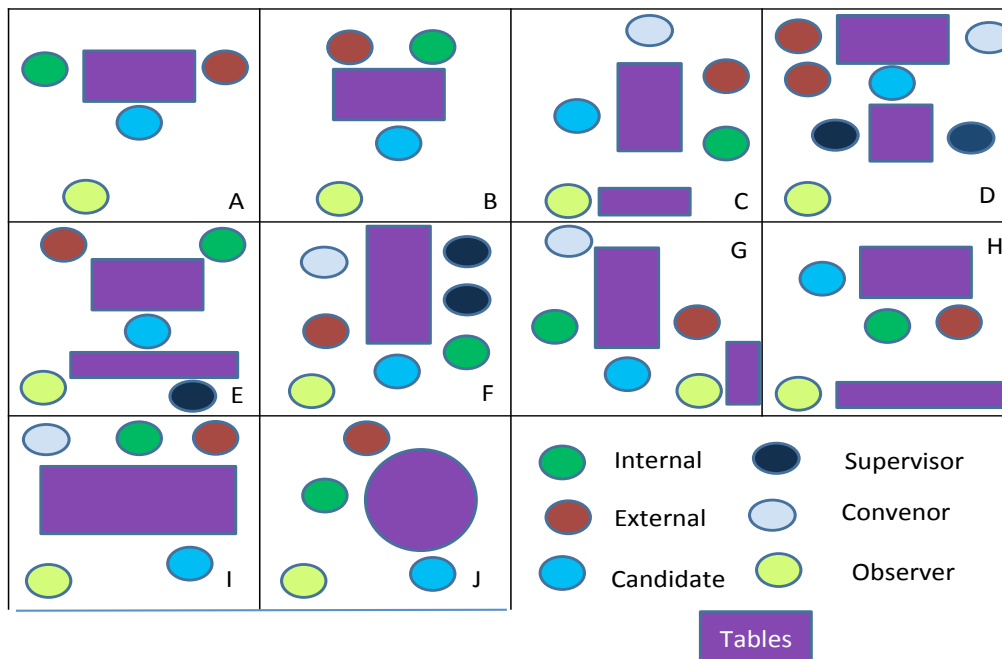 A
B
C
D
E
F
G
H
I
J
Internal
Supervisor
External
Convenor
Candidate
Observer
Tables